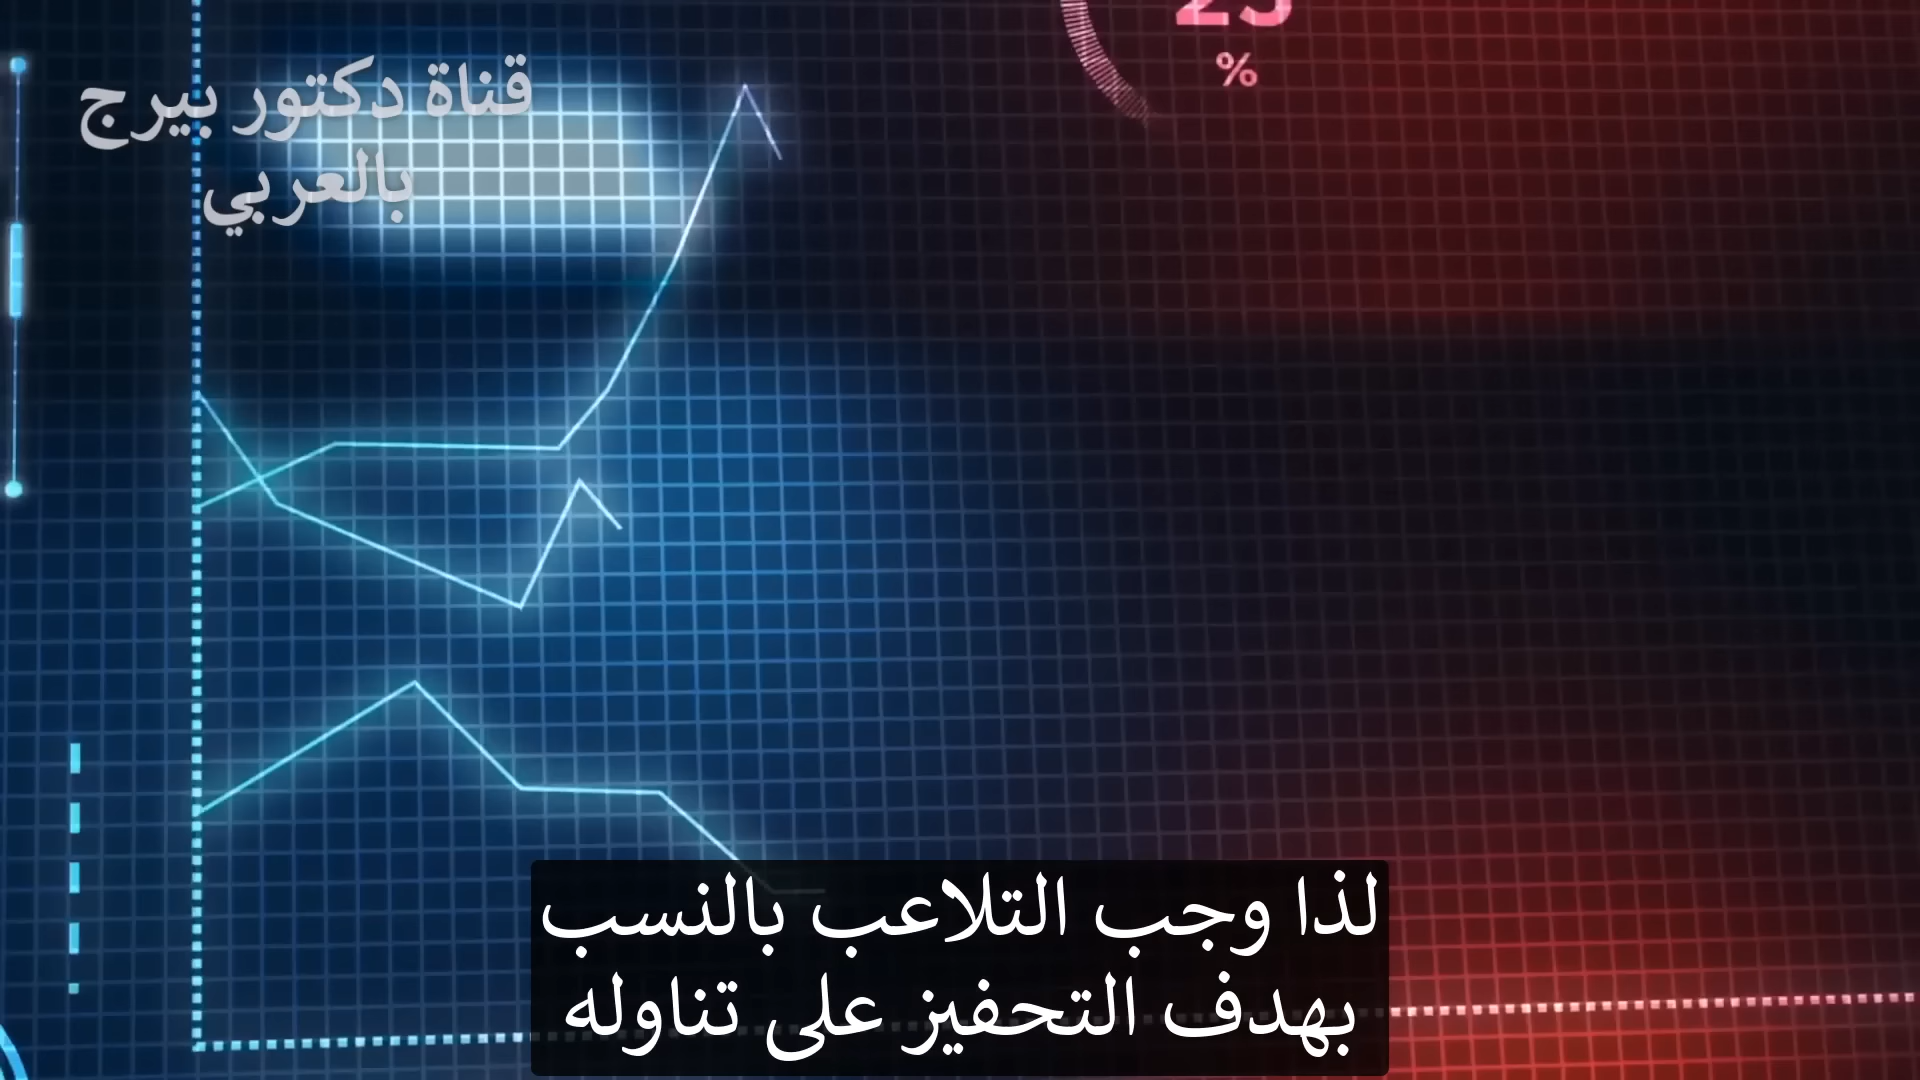 قناة دكتور بيرج
بالعربي
%
لذا وجب التلاعب بالنسب
بهدف التحفيز على تناوله